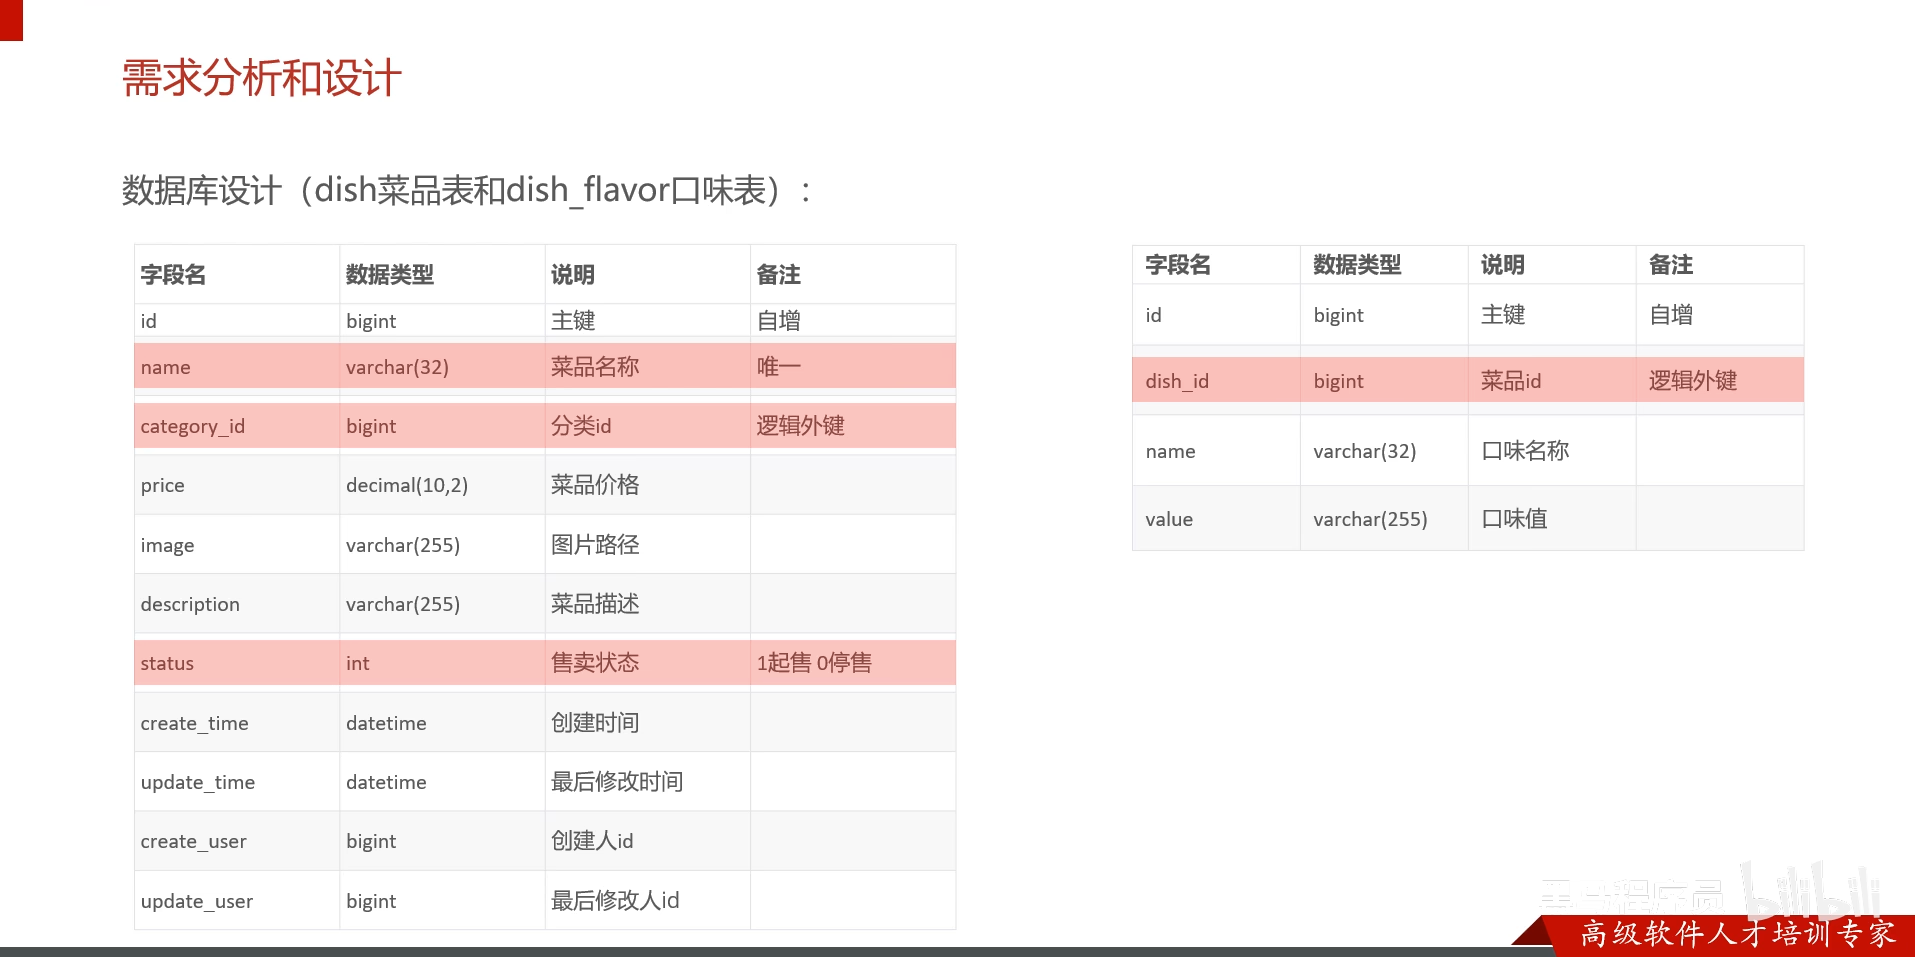 需求分析和设计
数据库设计（dish菜品表和dish_flavor口味表）:
字段名 数据类型 说明 备注
id bigint 主键 自增
name varchar(32) 菜品名称 唯一
category_id bigint 分类id 逻辑外键
price decimal(10,2) 菜品价格
image varchar(255) 图片路径
description varchar(255) 菜品描述
status int 售卖状态 1起售 0停售
create_time datetime 创建时间
update_time datetime 最后修改时间
create_user bigint 创建人id
update_user bigint 最后修改人id
字段名 数据类型 说明 备注
id bigint 主键 自增
dish_id bigint 菜品id 逻辑外键
name varchar(32) 口味名称
value varchar(255) 口味值
程序员 bilibili
高级软件人才培训专家